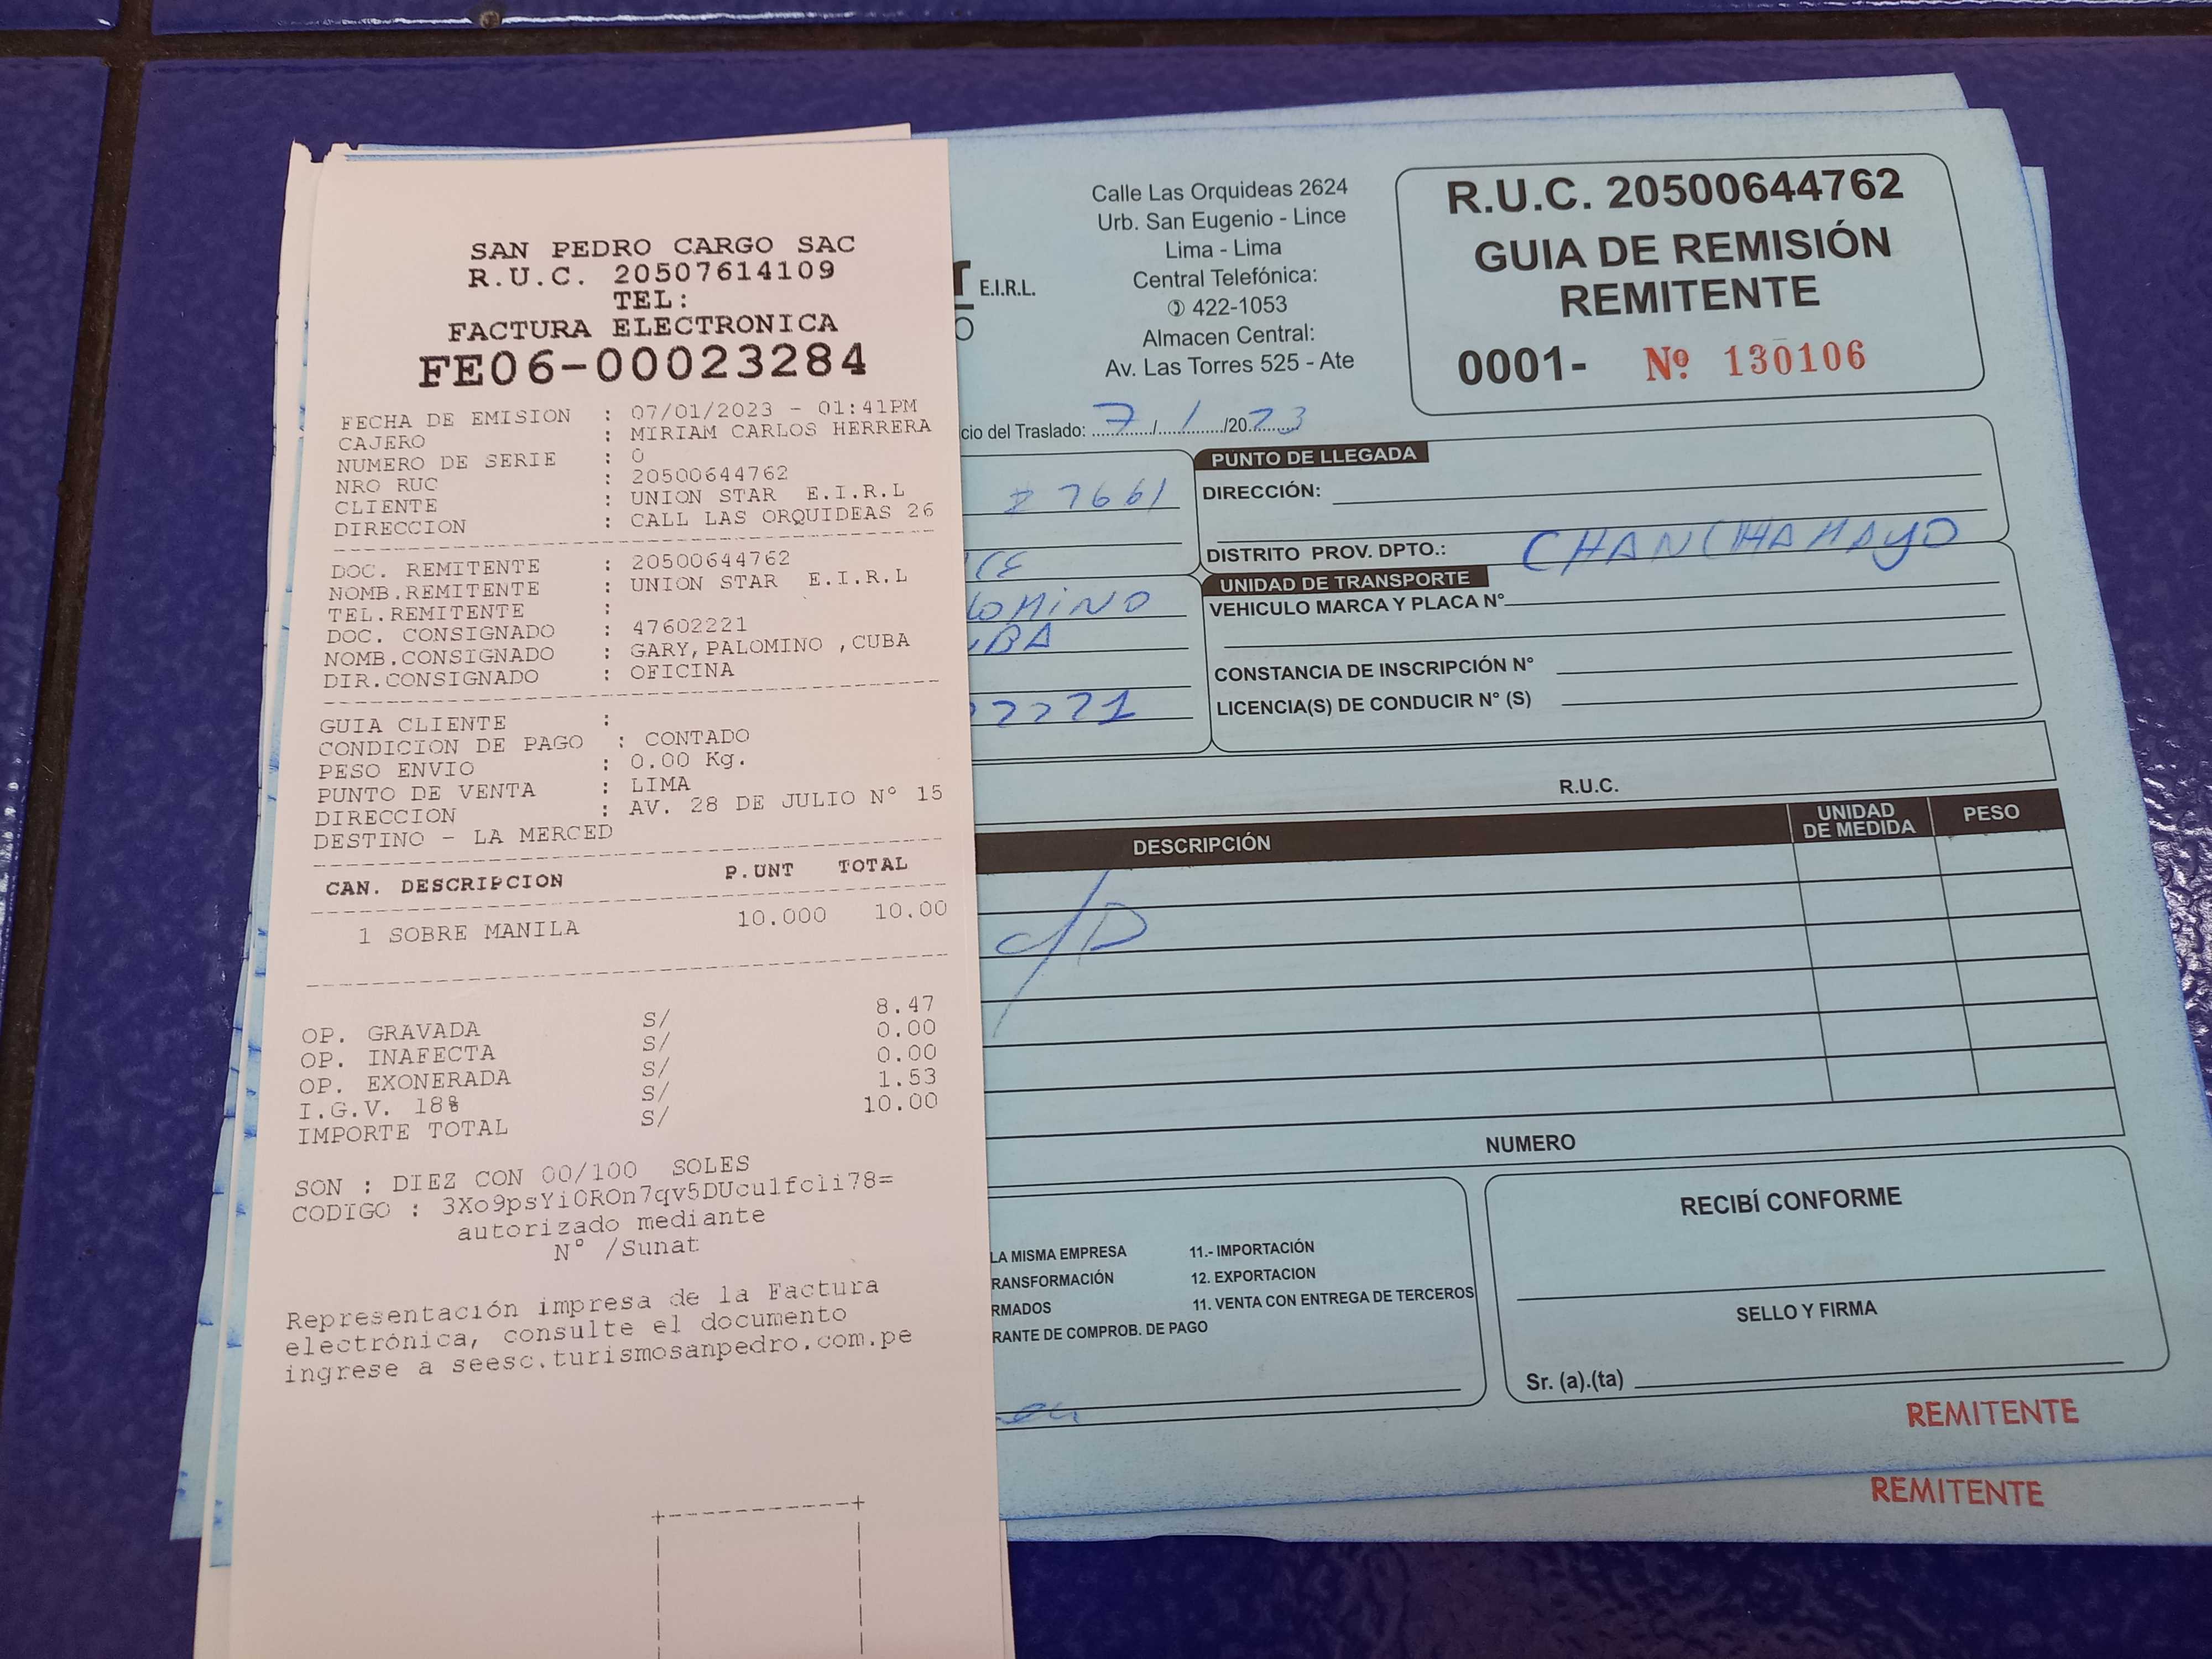 SAN PEDRO CARGO SAC
R.U.C. 20507614109
TEL:
FACTURA ELECTRONICA
FE06-00023284
FECHA DE EMISION : 07/01/2023 - 01:41PM
CAJERO : MIRIAM CARLOS HERRERA
NUMERO DE SERIE : 0
NRO RUC : 20500644762
CLIENTE : UNION STAR E.I.R.L
DIRECCION : CALL LAS ORQUIDEAS 26
DOC. REMITENTE : 20500644762
NOMB.REMITENTE : UNION STAR E.I.R.L
TEL.REMITENTE :
DOC. CONSIGNADO : 47602221
NOMB.CONSIGNADO : GARY,PALOMINO ,CUBA
DIR.CONSIGNADO : OFICINA
GUIA CLIENTE :
CONDICION DE PAGO : CONTADO
PESO ENVIO : 0.00 Kg.
PUNTO DE VENTA : LIMA
DIRECCION : AV. 28 DE JULIO N° 15
DESTINO - LA MERCED
CAN. DESCRIPCION P.UNT TOTAL
1 SOBRE MANILA 10.000 10.00
OP. GRAVADA S/ 8.47
OP. INAFECTA S/ 0.00
OP. EXONERADA S/ 0.00
I.G.V. 18% S/ 1.53
IMPORTE TOTAL S/ 10.00
SON : DIEZ CON 00/100 SOLES
CODIGO : 3Xo9psYi0ROn7qv5DUcu1fcli78=
autorizado mediante
N° /Sunat
Representación impresa de la Factura
electrónica, consulte el documento
ingrese a seesc.turismosanpedro.com.pe
E.I.R.L.
Calle Las Orquideas 2624
Urb. San Eugenio - Lince
Lima - Lima
Central Telefónica:
422-1053
Almacen Central:
Av. Las Torres 525 - Ate
R.U.C. 20500644762
GUIA DE REMISIÓN
REMITENTE
0001- Nº 130106
cio del Traslado: 7/1/2023
# 7661
PUNTO DE LLEGADA
DIRECCIÓN:
DISTRITO PROV. DPTO.: CHANCHAMAYO
UNIDAD DE TRANSPORTE
VEHICULO MARCA Y PLACA N°
LOMINO
UBA
CONSTANCIA DE INSCRIPCIÓN N°
LICENCIA(S) DE CONDUCIR N° (S)
2221
R.U.C.
DESCRIPCIÓN UNIDAD DE MEDIDA PESO
NUMERO
LA MISMA EMPRESA 11.- IMPORTACIÓN
RANSFORMACIÓN 12. EXPORTACION
RMADOS 11. VENTA CON ENTREGA DE TERCEROS
RANTE DE COMPROB. DE PAGO
RECIBÍ CONFORME
SELLO Y FIRMA
Sr. (a).(ta)
REMITENTE
REMITENTE